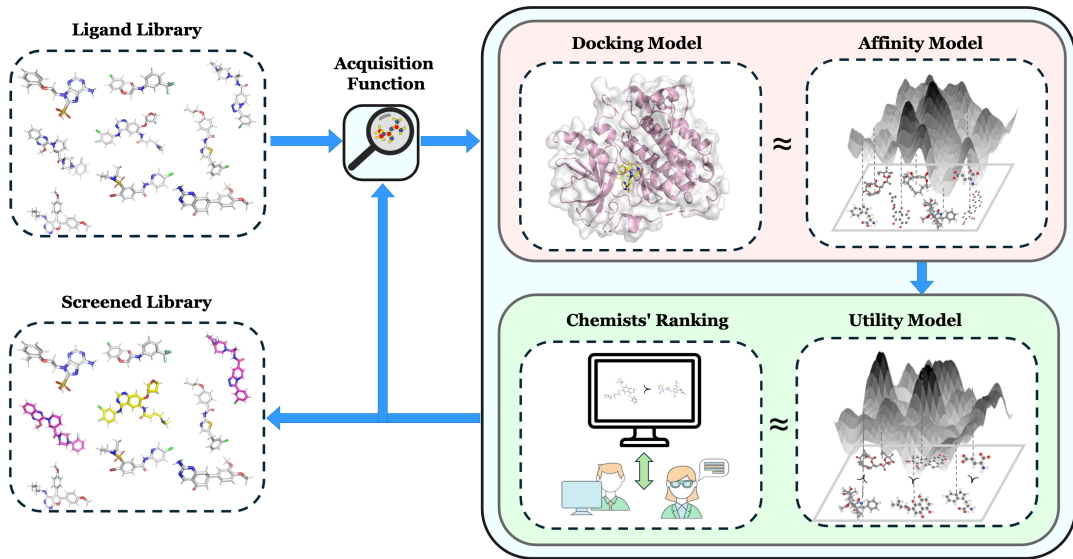 Ligand Library
Acquisition
Function
Docking Model
≈
Affinity Model
Screened Library
Chemists' Ranking
≈
Utility Model